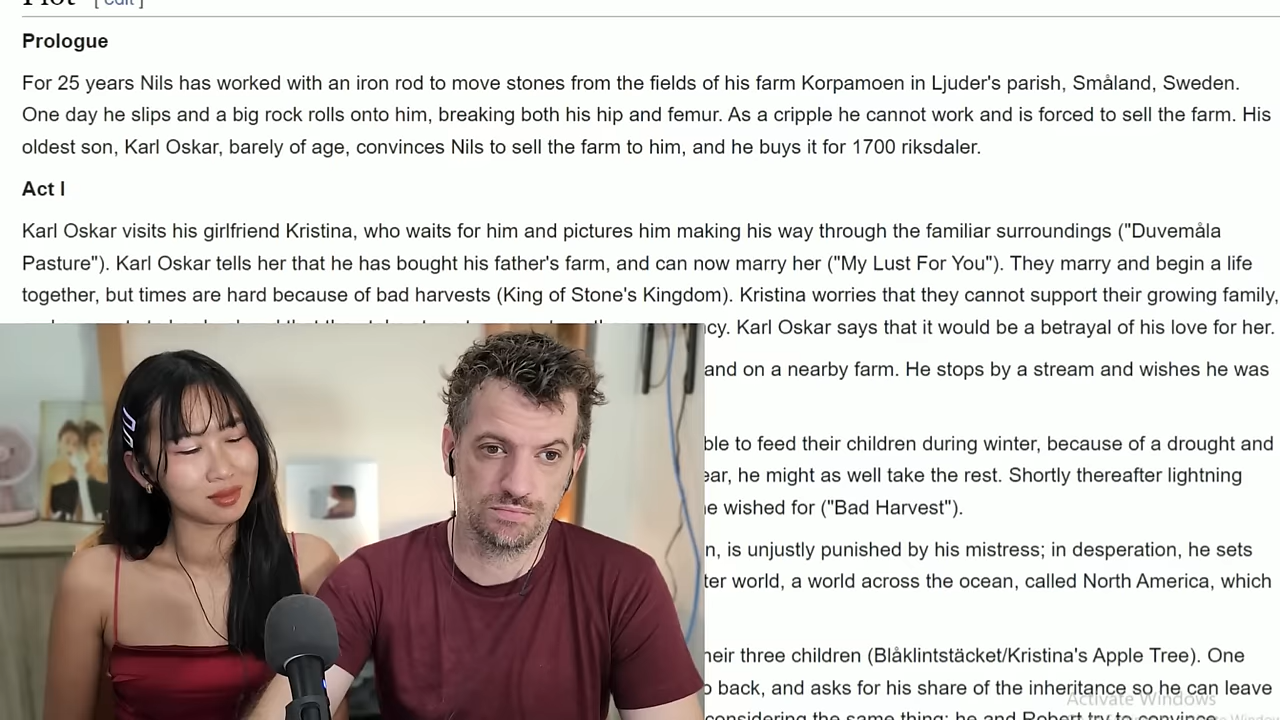 [ edit ]
Prologue
For 25 years Nils has worked with an iron rod to move stones from the fields of his farm Korpamoen in Ljuder's parish, Småland, Sweden.
One day he slips and a big rock rolls onto him, breaking both his hip and femur. As a cripple he cannot work and is forced to sell the farm. His
oldest son, Karl Oskar, barely of age, convinces Nils to sell the farm to him, and he buys it for 1700 riksdaler.
Act I
Karl Oskar visits his girlfriend Kristina, who waits for him and pictures him making his way through the familiar surroundings ("Duvemåla
Pasture"). Karl Oskar tells her that he has bought his father's farm, and can now marry her ("My Lust For You"). They marry and begin a life
together, but times are hard because of bad harvests (King of Stone's Kingdom). Kristina worries that they cannot support their growing family,
cy. Karl Oskar says that it would be a betrayal of his love for her.
and on a nearby farm. He stops by a stream and wishes he was
ble to feed their children during winter, because of a drought and
ear, he might as well take the rest. Shortly thereafter lightning
e wished for ("Bad Harvest").
n, is unjustly punished by his mistress; in desperation, he sets
ter world, a world across the ocean, called North America, which
heir three children (Blåklintstäcket/Kristina's Apple Tree). One
o back, and asks for his share of the inheritance so he can leave
Activate Windows
considering the same thing; he and Robert try to convince